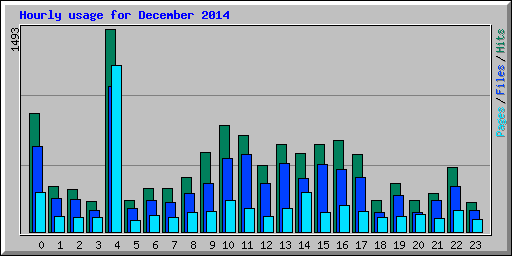 Hourly usage for December 2014
1493
Pages / Files / Hits
0 1 2 3 4 5 6 7 8 9 10 11 12 13 14 15 16 17 18 19 20 21 22 23